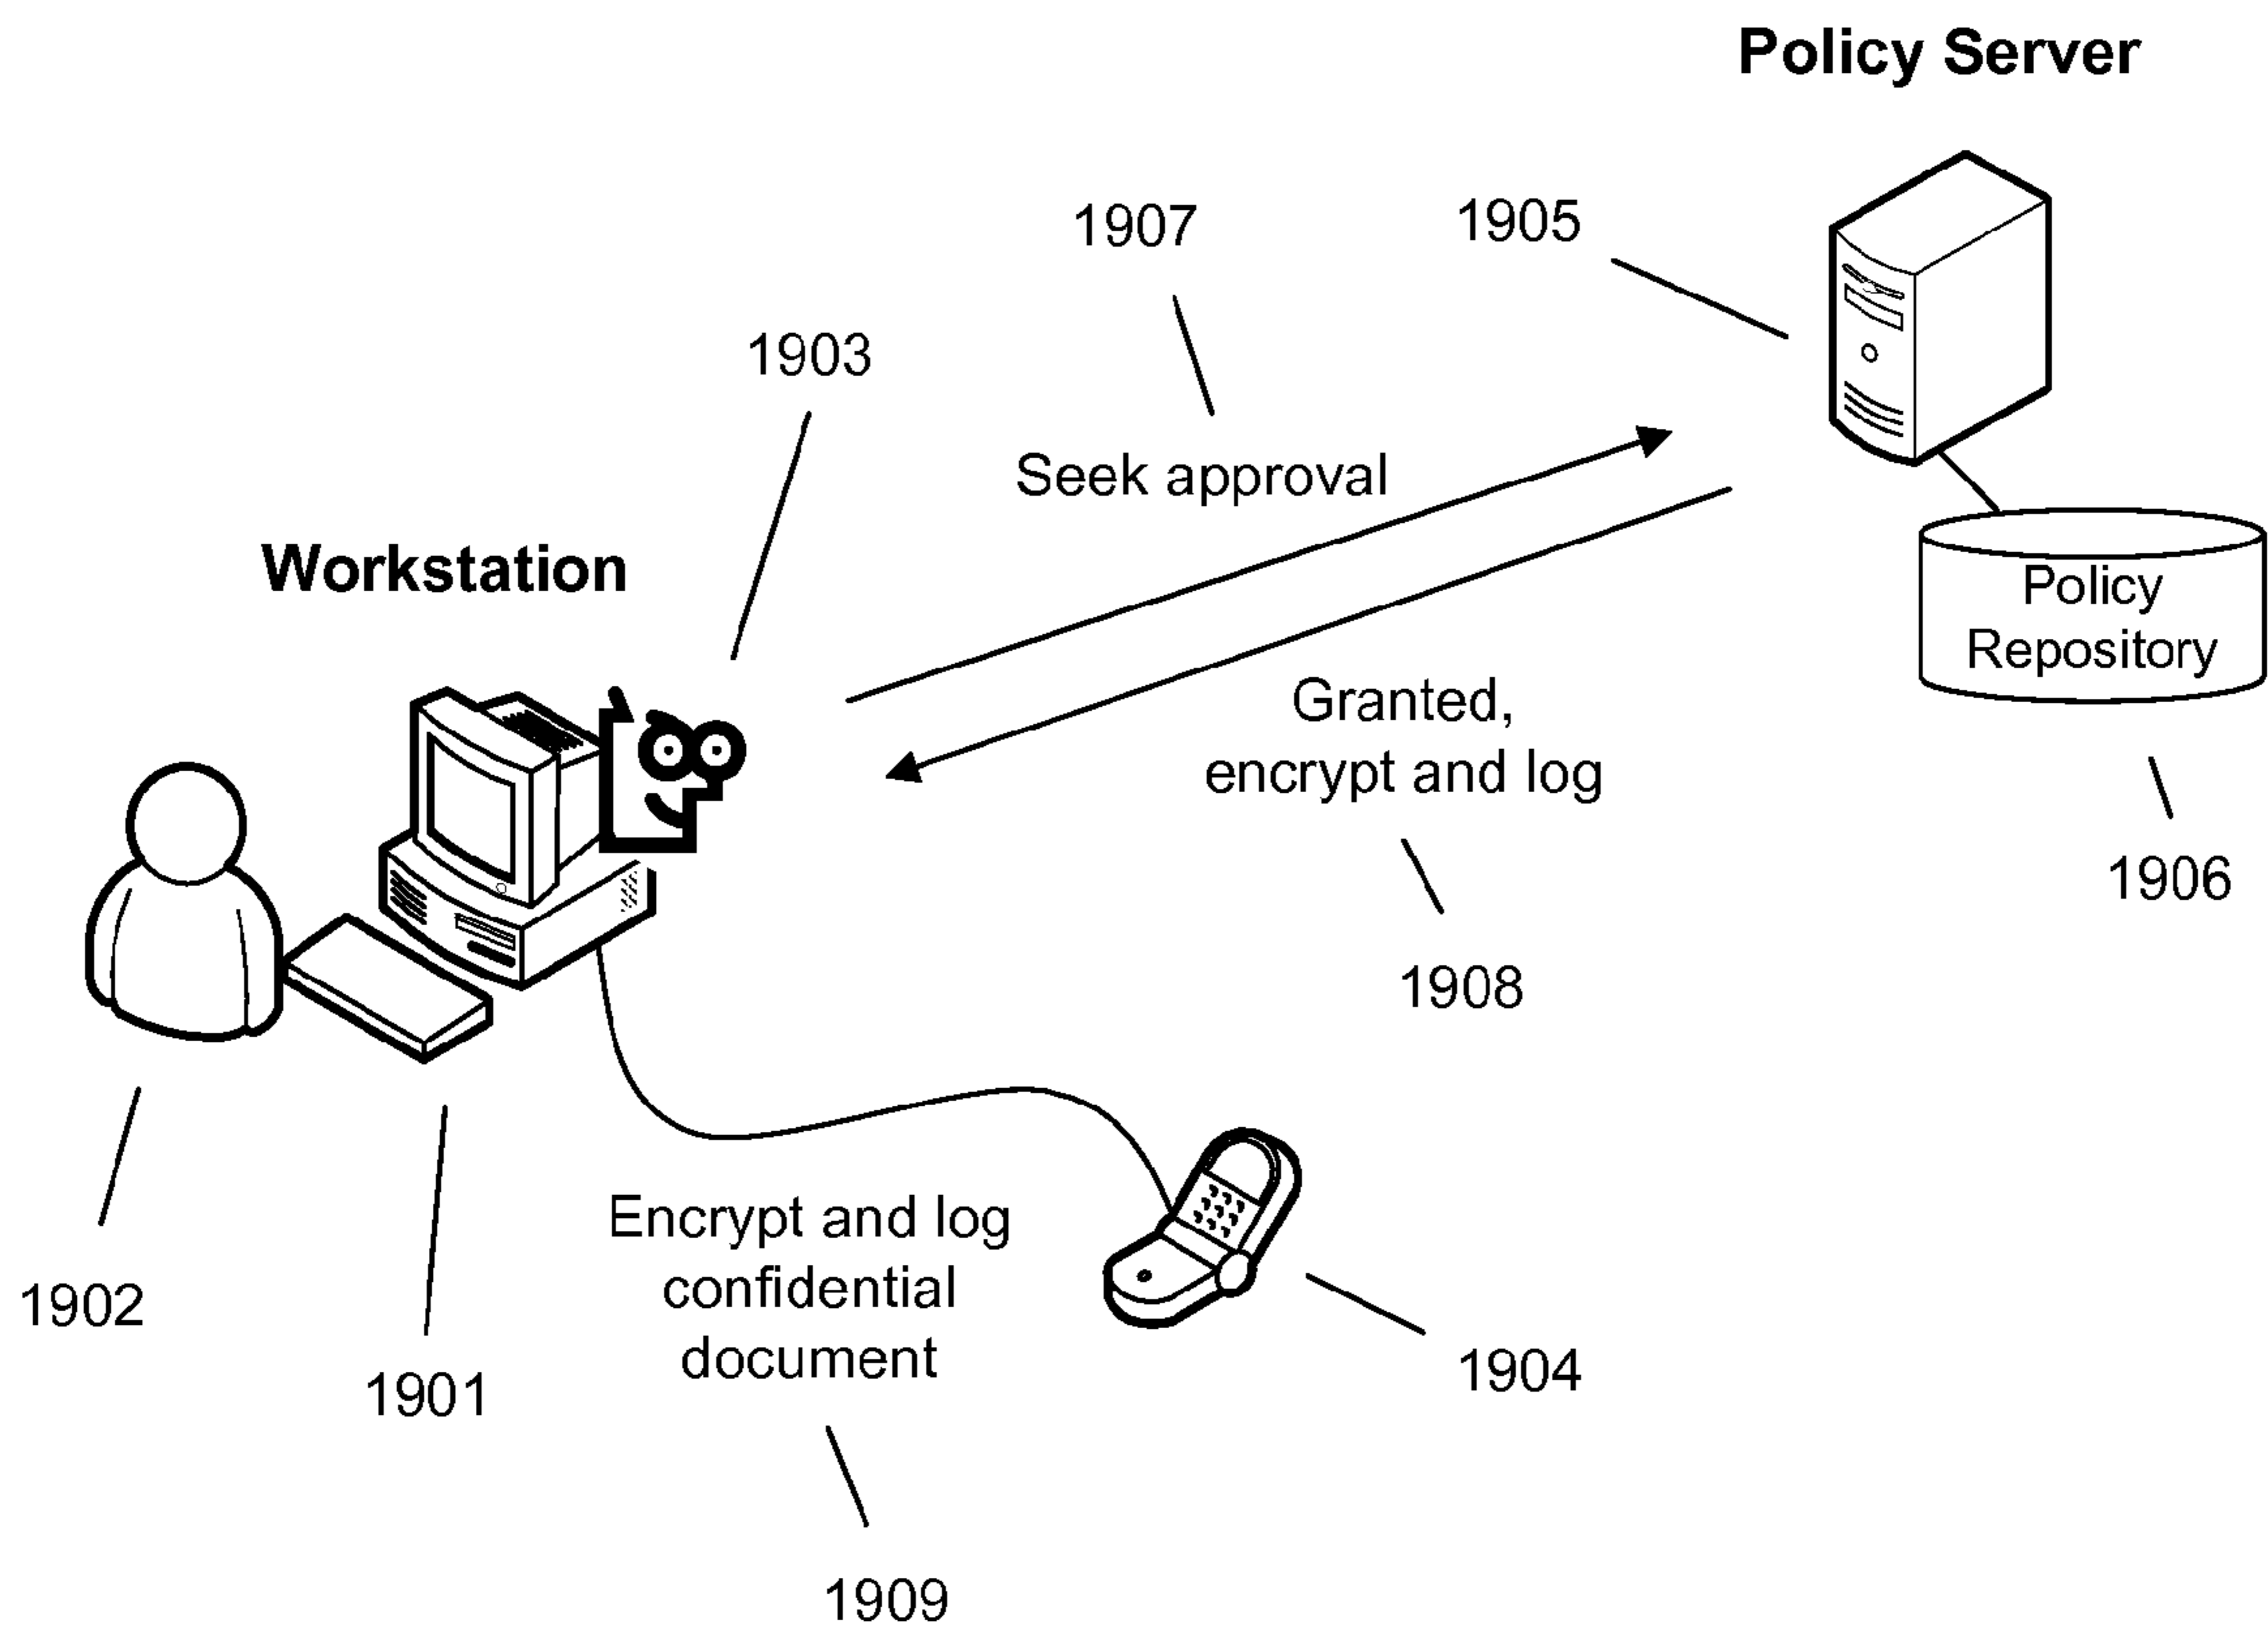 Policy Server
1907
1905
1903
Seek approval
Workstation
Policy
Repository
Granted,
encrypt and log
1906
1908
Encrypt and log
confidential
document
1902
1901
1904
1909